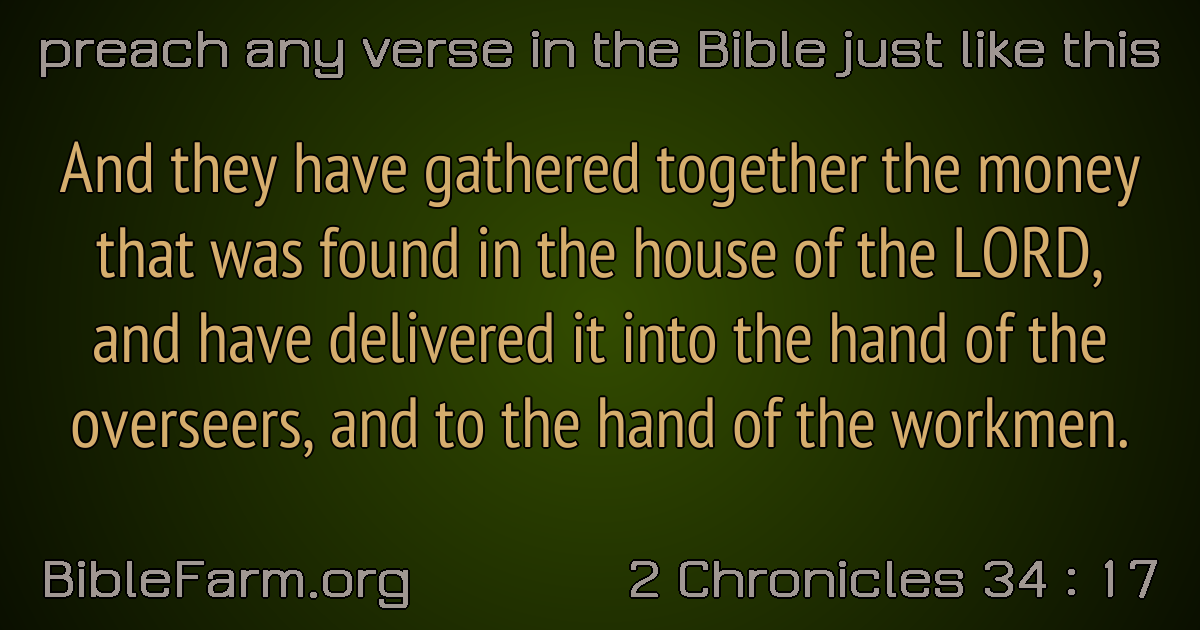 preach any verse in the Bible just like this
And they have gathered together the money
that was found in the house of the LORD,
and have delivered it into the hand of the
overseers, and to the hand of the workmen.
BibleFarm.org
2 Chronicles 34 : 17